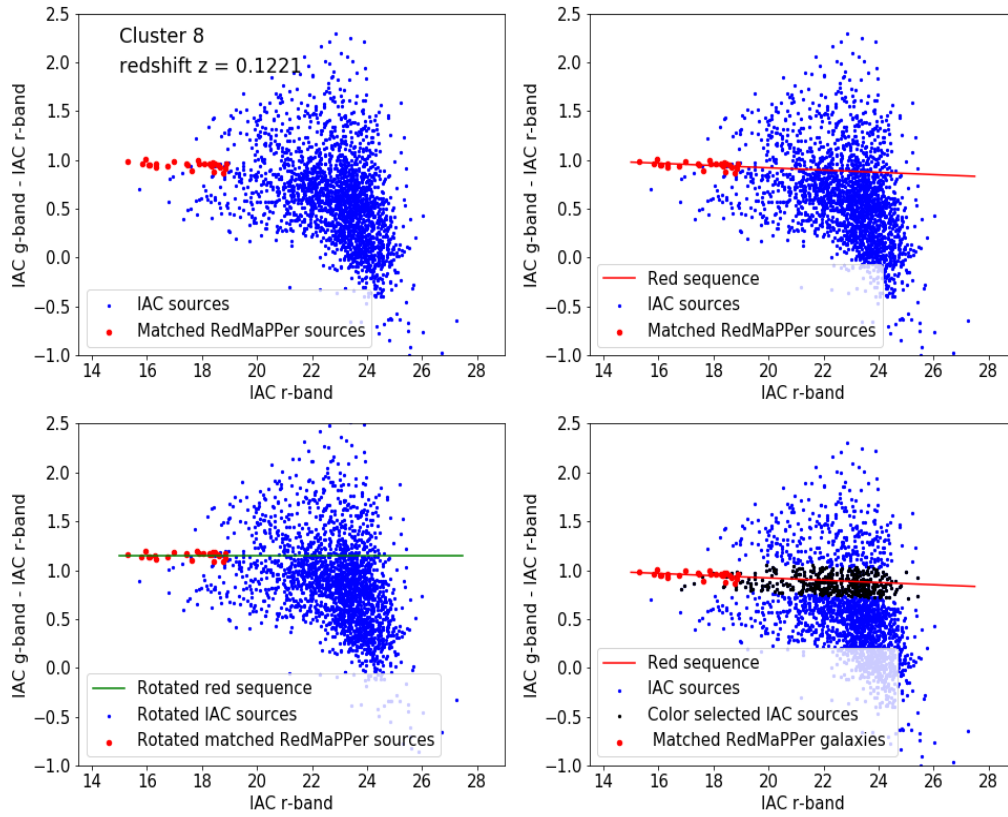 Cluster 8
redshift z = 0.1221
IAC g-band - IAC r-band
2.5
2.0
1.5
1.0
0.5
0.0
−0.5
−1.0
IAC sources
Matched RedMaPPer sources
14 16 18 20 22 24 26 28
IAC r-band
IAC g-band - IAC r-band
2.5
2.0
1.5
1.0
0.5
0.0
−0.5
−1.0
Red sequence
IAC sources
Matched RedMaPPer sources
14 16 18 20 22 24 26 28
IAC r-band
IAC g-band - IAC r-band
2.5
2.0
1.5
1.0
0.5
0.0
−0.5
−1.0
Rotated red sequence
Rotated IAC sources
Rotated matched RedMaPPer sources
14 16 18 20 22 24 26 28
IAC r-band
IAC g-band - IAC r-band
2.5
2.0
1.5
1.0
0.5
0.0
−0.5
−1.0
Red sequence
IAC sources
Color selected IAC sources
Matched RedMaPPer galaxies
14 16 18 20 22 24 26 28
IAC r-band